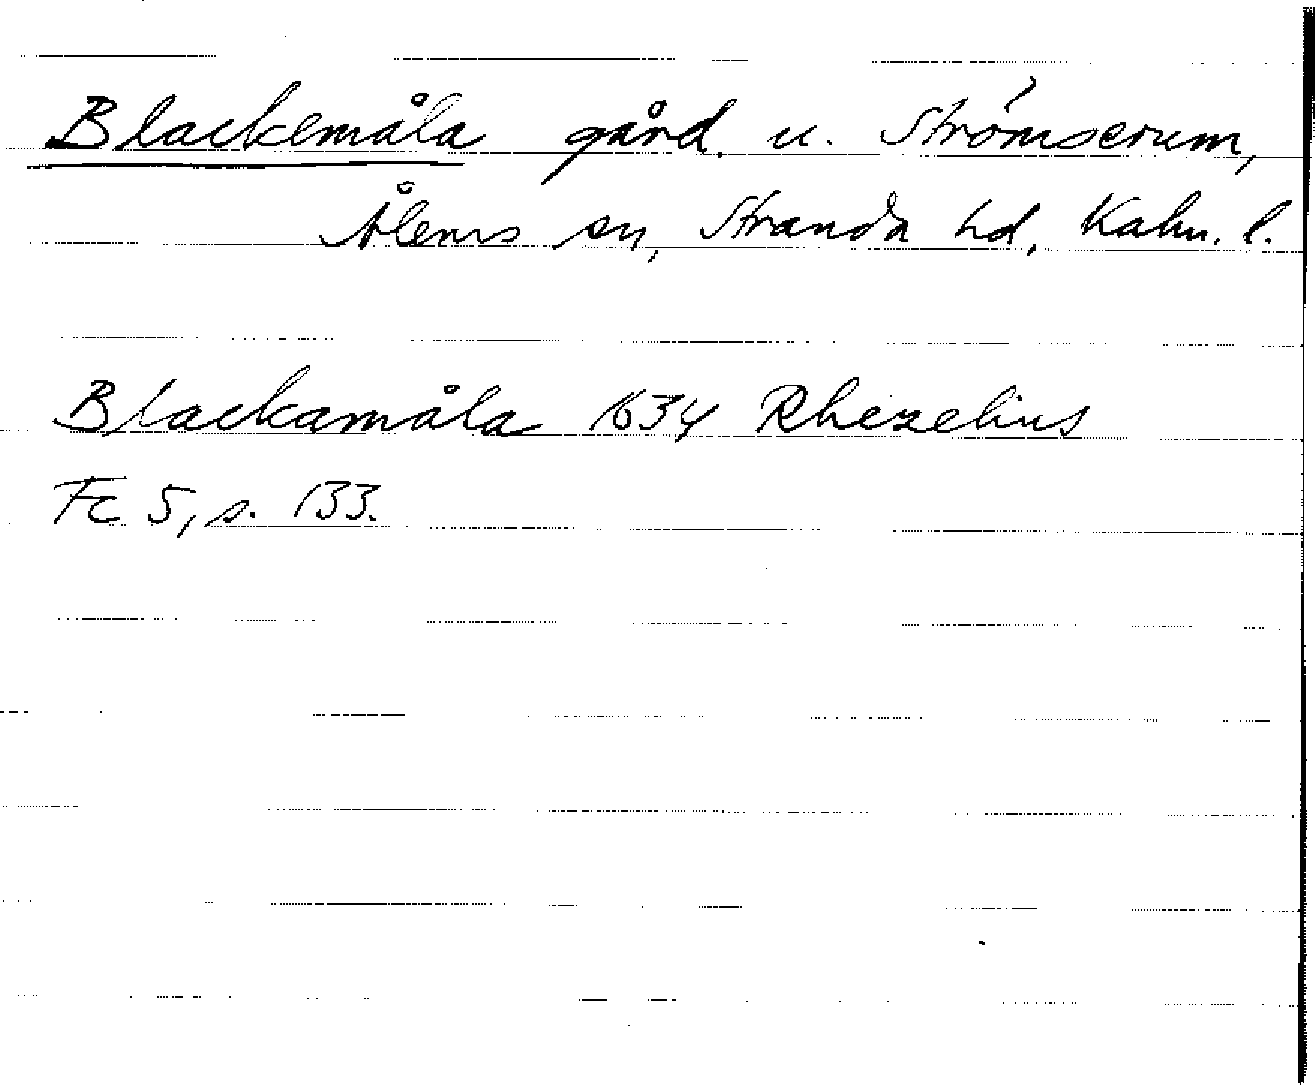 Blackemåla gård. u. Strömserum,
Ålems sn, Stranda hd, Kalm. l.
Blackamåla 1634 Rhezelius
Fc 5, s. 133.